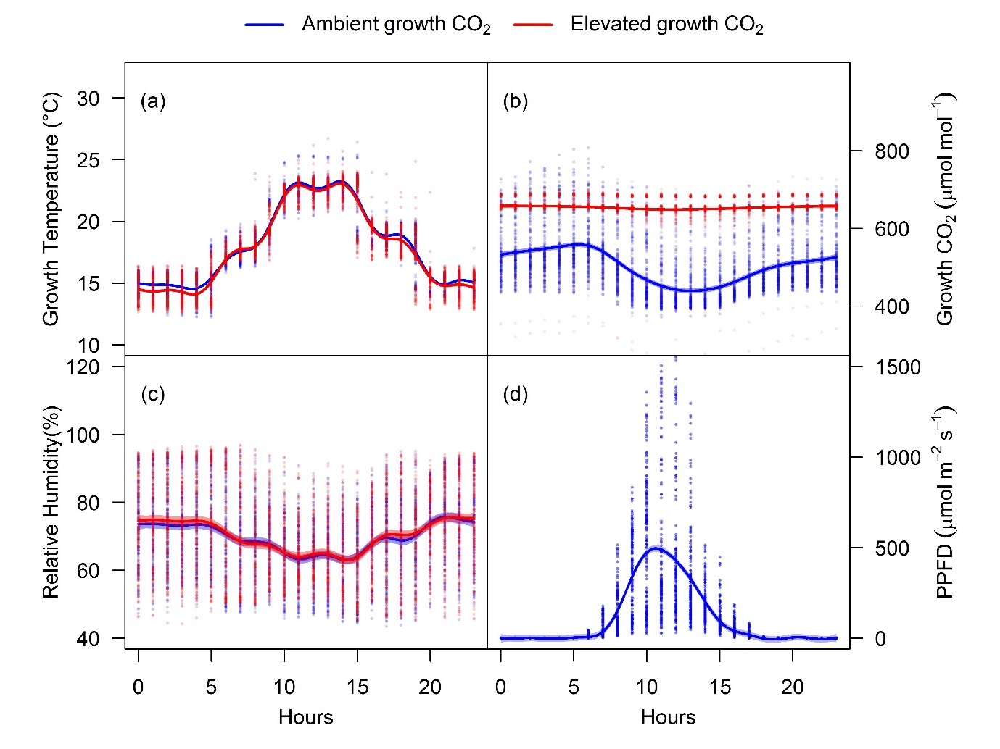 Ambient growth CO₂ Elevated growth CO₂
(a)
Growth Temperature (°C)
30
25
20
15
10
(b)
Growth CO₂ (μmol mol⁻¹)
800
600
400
(c)
Relative Humidity(%)
120
100
80
60
40
(d)
PPFD (μmol m⁻² s⁻¹)
1500
1000
500
0
0 5 10 15 20
0 5 10 15 20
Hours
Hours